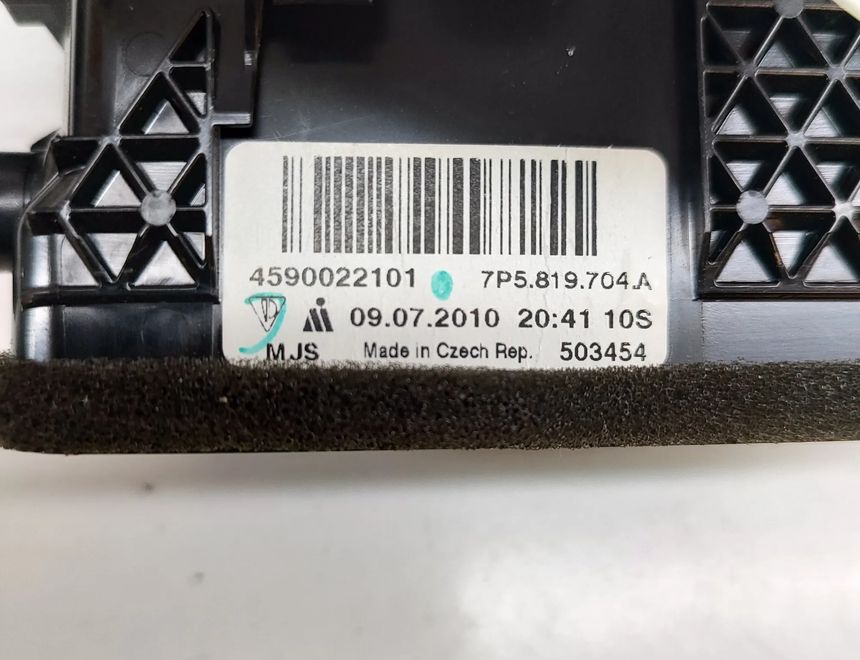 4590022101 7P5.819.704.A
09.07.2010 20:41 10S
MJS Made in Czech Rep. 503454